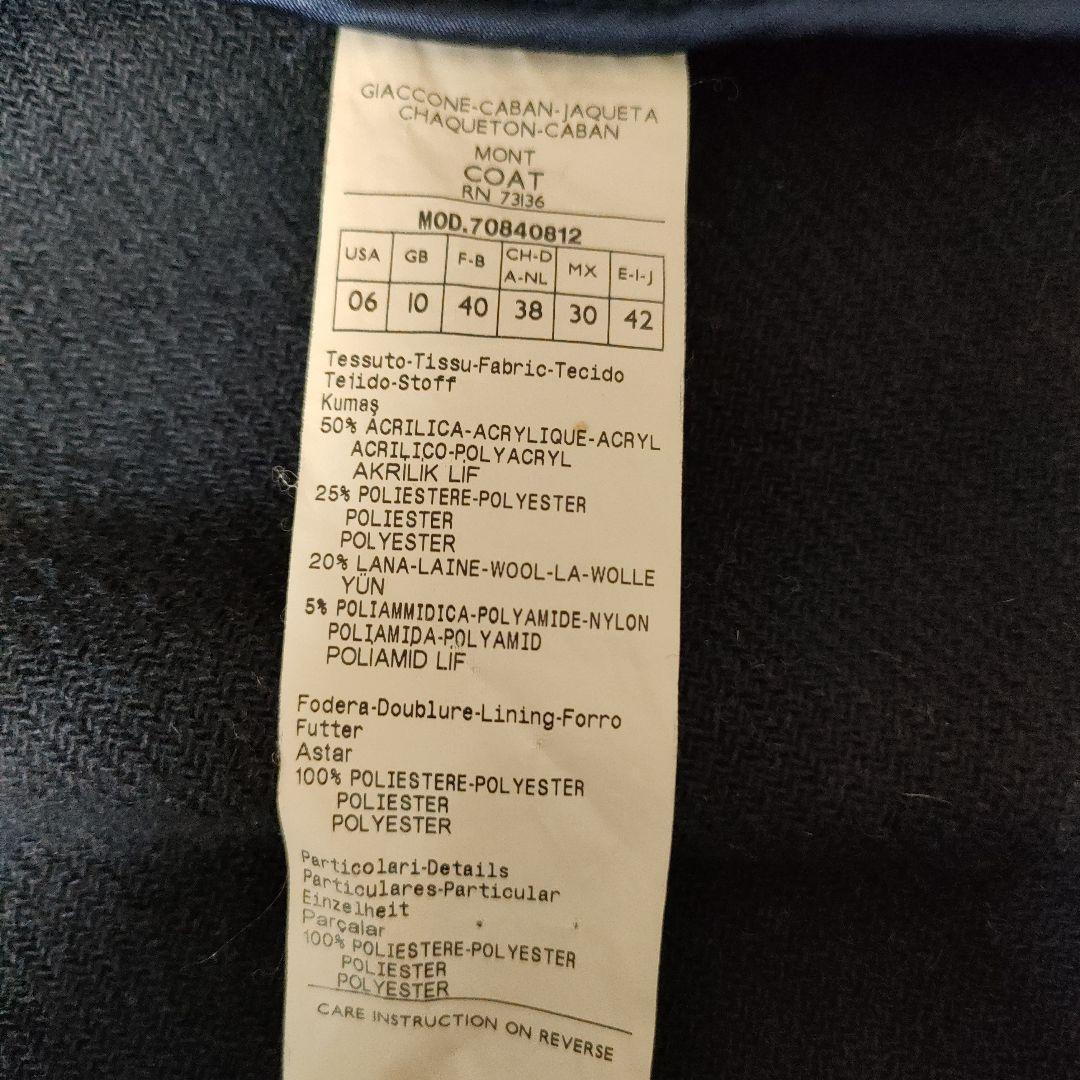 GIACCONE-CABAN-JAQUETA
CHAQUETON-CABAN
MONT
COAT
RN 73136
MOD.70840812
USA GB F-B CH-D A-NL MX E-I-J
06 10 40 38 30 42
Tessuto-Tissu-Fabric-Tecido
Tejido-Stoff
Kumaş
50% ACRILICA-ACRYLIQUE-ACRYL
ACRILICO-POLYACRYL
AKRİLİK LİF
25% POLIESTERE-POLYESTER
POLIESTER
POLYESTER
20% LANA-LAINE-WOOL-LA-WOLLE
YÜN
5% POLIAMMIDICA-POLYAMIDE-NYLON
POLIAMIDA-POLYAMID
POLIAMID LİF
Fodera-Doublure-Lining-Forro
Futter
Astar
100% POLIESTERE-POLYESTER
POLIESTER
POLYESTER
Particolari-Details
Particulares-Particular
Einzelheit
Parçalar
100% POLIESTERE-POLYESTER
POLIESTER
POLYESTER
CARE INSTRUCTION ON REVERSE